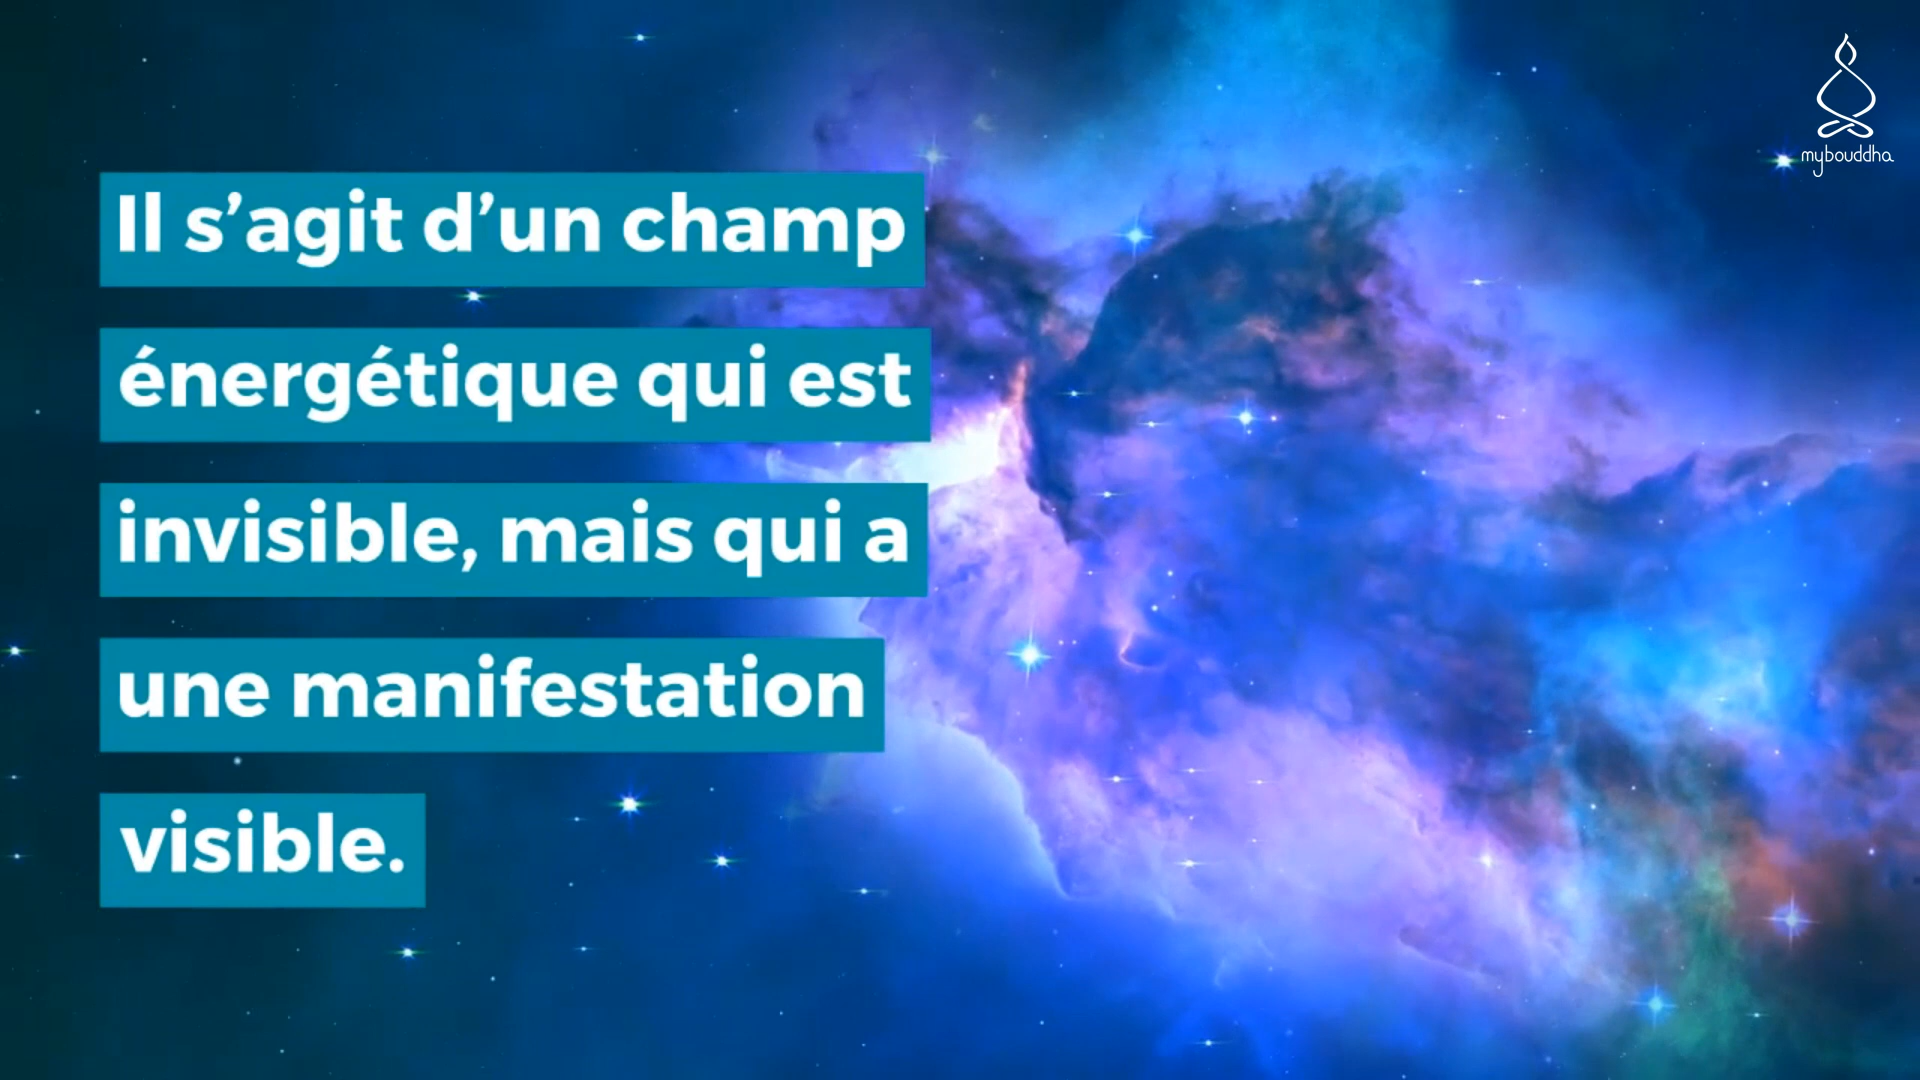 Il s’agit d’un champ
énergétique qui est
invisible, mais qui a
une manifestation
visible.
mybouddha